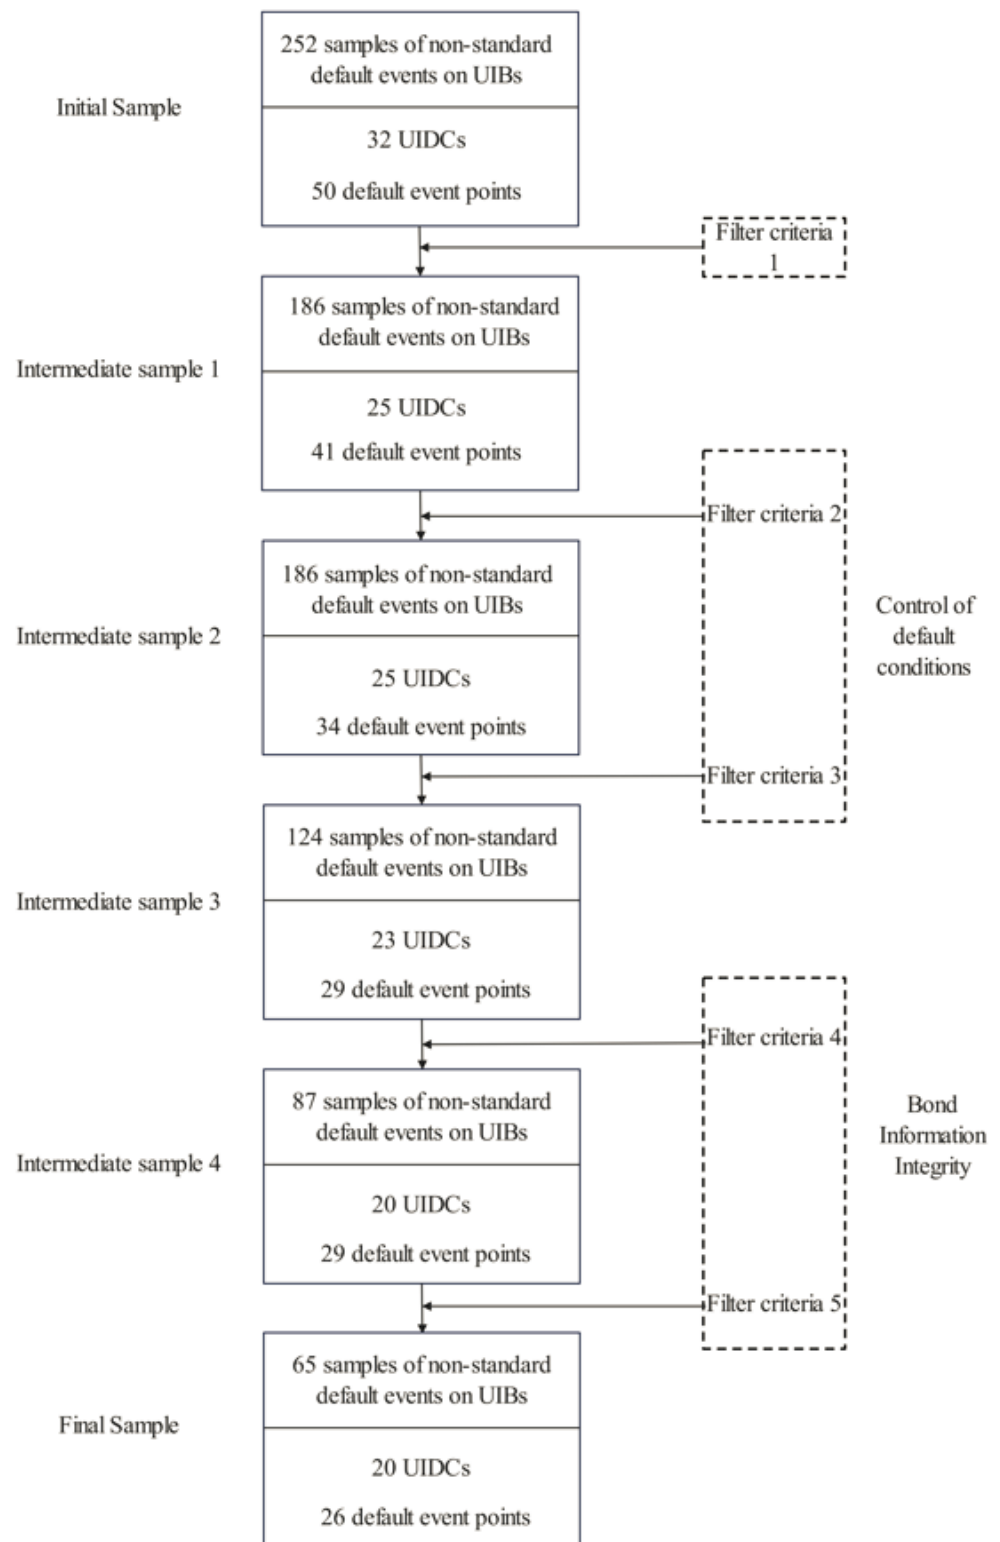 252 samples of non-standard
default events on UIBs
Initial Sample
32 UIDCs
50 default event points
Filter criteria
1
186 samples of non-standard
default events on UIBs
Intermediate sample 1
25 UIDCs
41 default event points
Filter criteria 2
186 samples of non-standard
default events on UIBs
Intermediate sample 2
25 UIDCs
34 default event points
Control of
default
conditions
Filter criteria 3
124 samples of non-standard
default events on UIBs
Intermediate sample 3
23 UIDCs
29 default event points
Filter criteria 4
87 samples of non-standard
default events on UIBs
Intermediate sample 4
20 UIDCs
29 default event points
Bond
Information
Integrity
Filter criteria 5
65 samples of non-standard
default events on UIBs
Final Sample
20 UIDCs
26 default event points